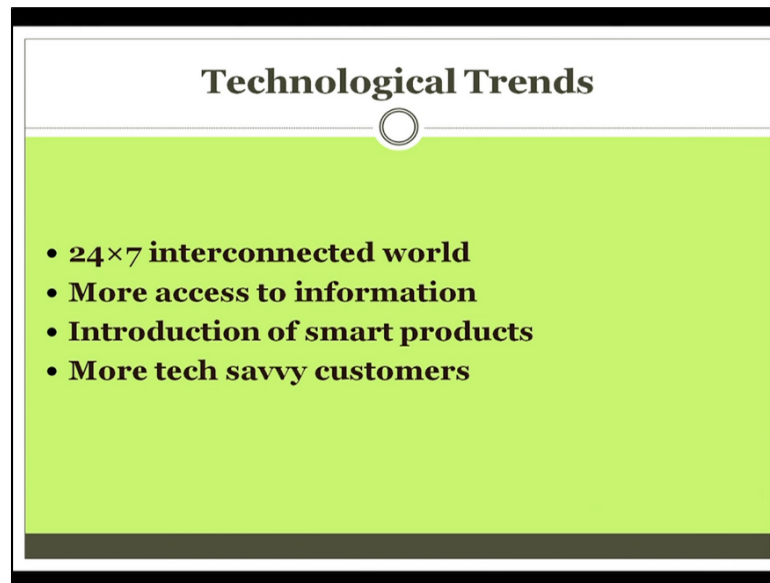 Technological Trends
• 24×7 interconnected world
• More access to information
• Introduction of smart products
• More tech savvy customers